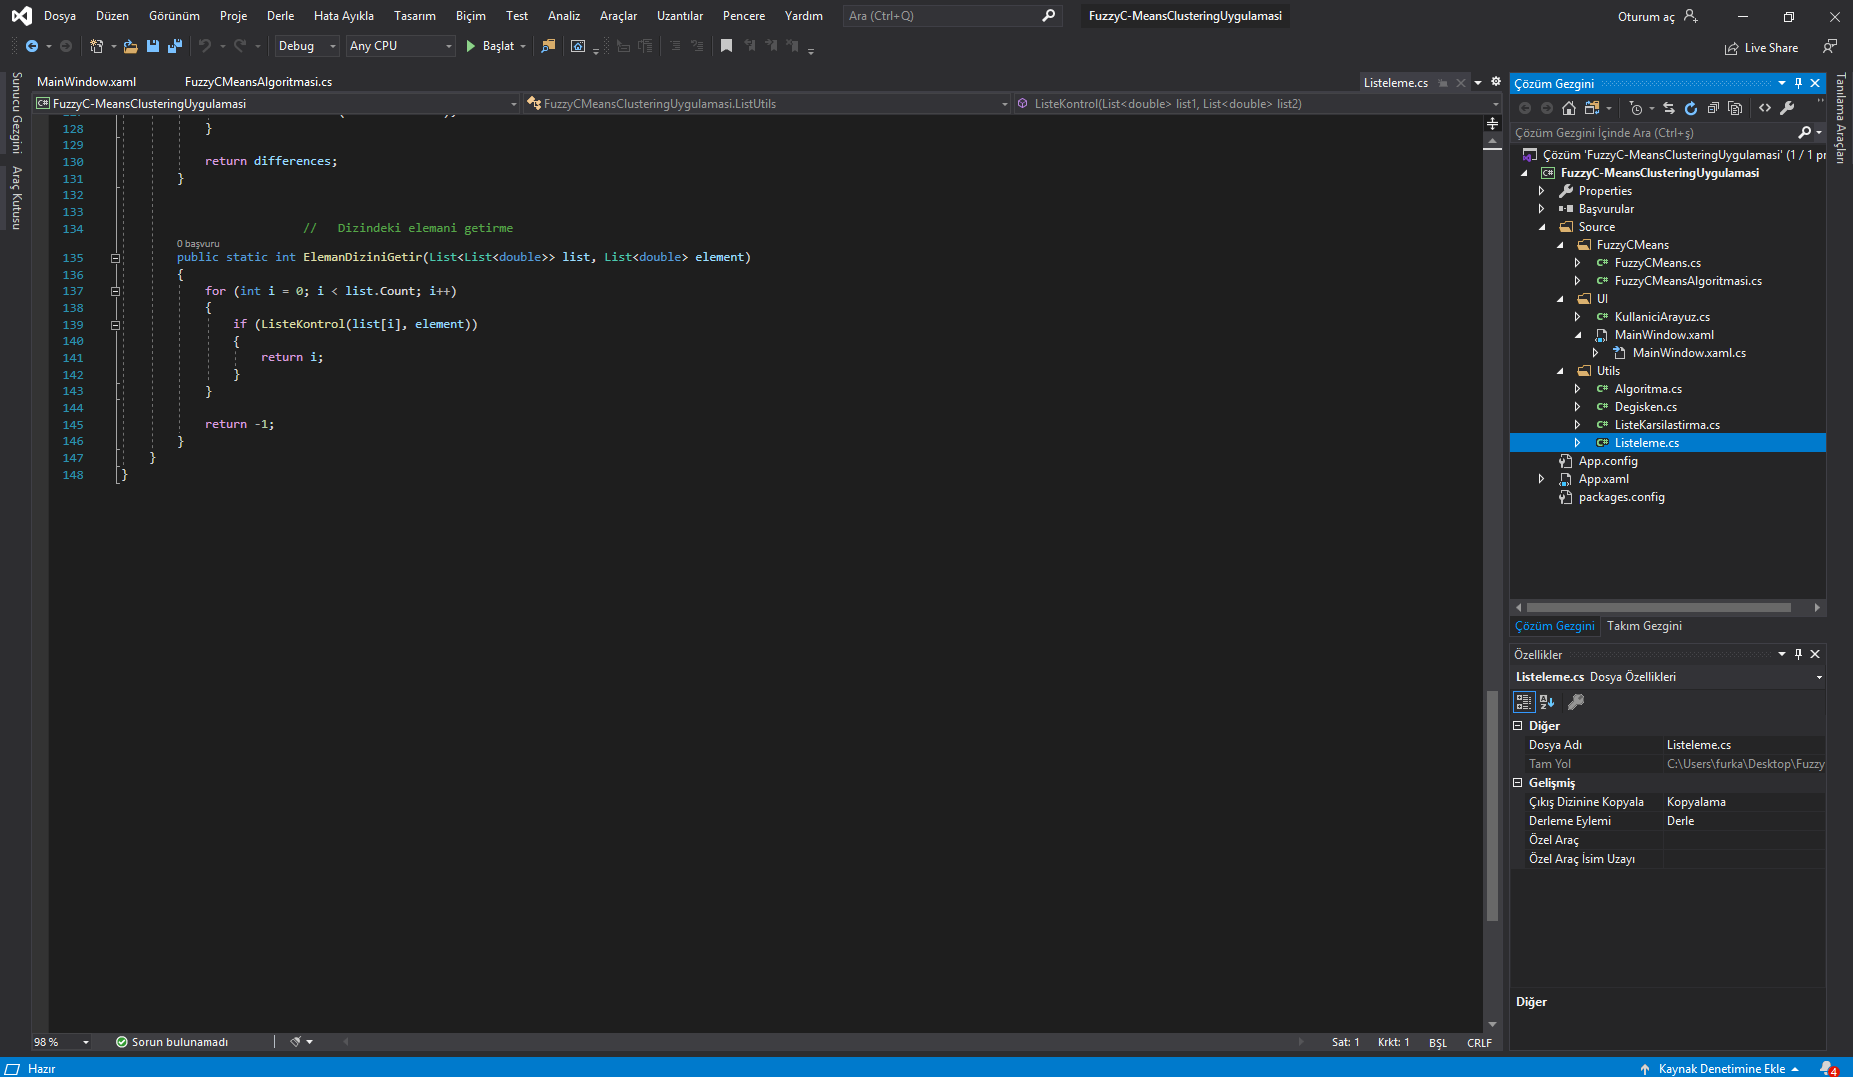 Dosya Düzen Görünüm Proje Derle Hata Ayıkla Tasarım Biçim Test Analiz Araçlar Uzantılar Pencere Yardım Ara (Ctrl+Q) FuzzyC-MeansClusteringUygulamasi Oturum aç
Debug Any CPU Başlat Live Share
Sunucu Gezgini
Araç Kutusu
MainWindow.xaml FuzzyCMeansAlgoritmasi.cs Listeleme.cs
C# FuzzyC-MeansClusteringUygulamasi FuzzyCMeansClusteringUygulamasi.ListUtils ListeKontrol(List<double> list1, List<double> list2)
128 }
129
130 return differences;
131 }
132
133
134 // Dizindeki elemani getirme
0 başvuru
135 public static int ElemanDiziniGetir(List<List<double>> list, List<double> element)
136 {
137 for (int i = 0; i < list.Count; i++)
138 {
139 if (ListeKontrol(list[i], element))
140 {
141 return i;
142 }
143 }
144
145 return -1;
146 }
147 }
148 }
98 % Sorun bulunamadı Sat: 1 Krkt: 1 BŞL CRLF
Çözüm Gezgini
Çözüm Gezgini İçinde Ara (Ctrl+ş)
Çözüm 'FuzzyC-MeansClusteringUygulamasi' (1 / 1 pr
C# FuzzyC-MeansClusteringUygulamasi
Properties
Başvurular
Source
FuzzyCMeans
C# FuzzyCMeans.cs
C# FuzzyCMeansAlgoritmasi.cs
UI
C# KullaniciArayuz.cs
MainWindow.xaml
MainWindow.xaml.cs
Utils
C# Algoritma.cs
C# Degisken.cs
C# ListeKarsilastirma.cs
C# Listeleme.cs
App.config
App.xaml
packages.config
Çözüm Gezgini Takım Gezgini
Özellikler
Listeleme.cs Dosya Özellikleri
Diğer
Dosya Adı Listeleme.cs
Tam Yol C:\Users\furka\Desktop\Fuzzy
Gelişmiş
Çıkış Dizinine Kopyala Kopyalama
Derleme Eylemi Derle
Özel Araç
Özel Araç İsim Uzayı
Diğer
Tanılama Araçları
Hazır Kaynak Denetimine Ekle 4